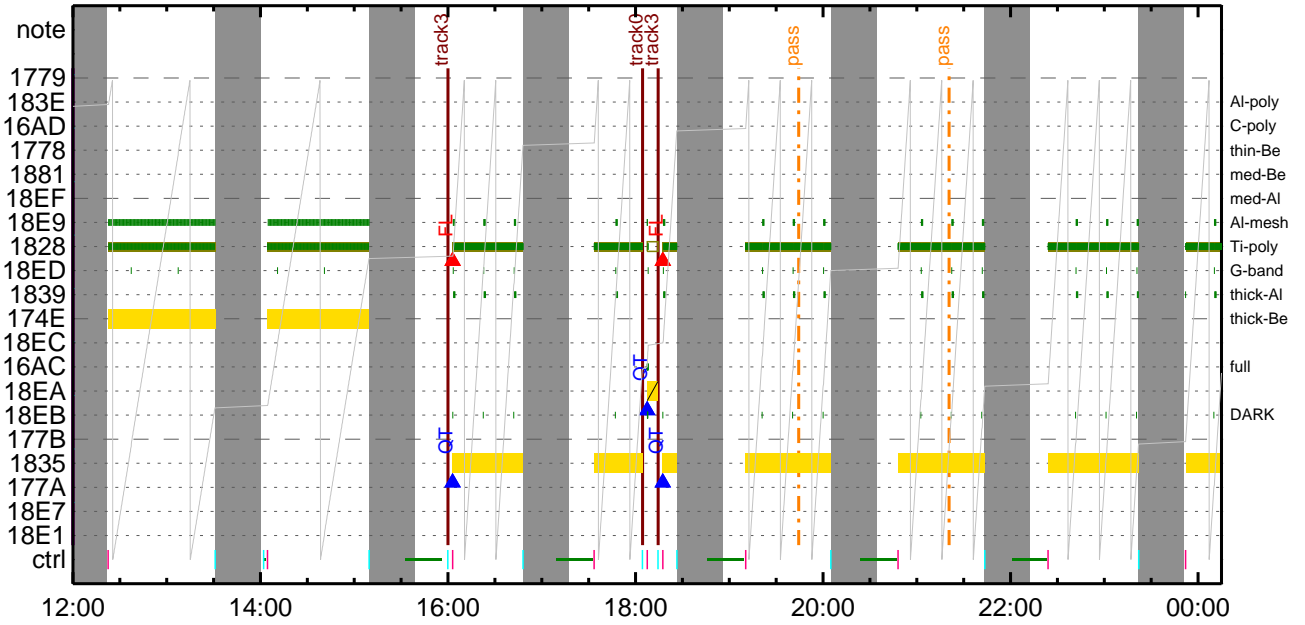 note
track3
track0
track3
pass
pass
1779
183E
Al-poly
16AD
C-poly
1778
thin-Be
1881
med-Be
18EF
med-Al
18E9
Al-mesh
FL
FL
1828
Ti-poly
18ED
G-band
1839
thick-Al
174E
thick-Be
18EC
16AC
full
QT
18EA
18EB
DARK
177B
QT
QT
1835
177A
18E7
18E1
ctrl
12:00
14:00
16:00
18:00
20:00
22:00
00:00